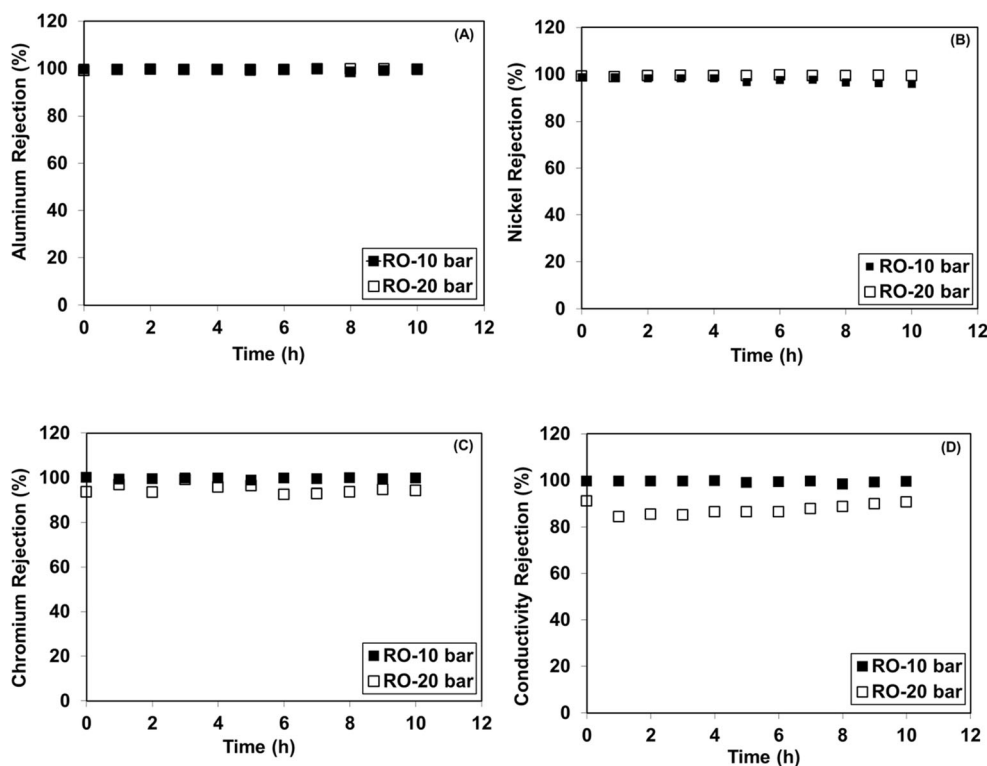 (A)
Aluminum Rejection (%)
120
100
80
60
40
20
0
0 2 4 6 8 10 12
Time (h)
RO-10 bar
RO-20 bar
(B)
Nickel Rejection (%)
120
100
80
60
40
20
0
0 2 4 6 8 10 12
Time (h)
RO-10 bar
RO-20 bar
(C)
Chromium Rejection (%)
120
100
80
60
40
20
0
0 2 4 6 8 10 12
Time (h)
RO-10 bar
RO-20 bar
(D)
Conductivity Rejection (%)
120
100
80
60
40
20
0
0 2 4 6 8 10 12
Time (h)
RO-10 bar
RO-20 bar